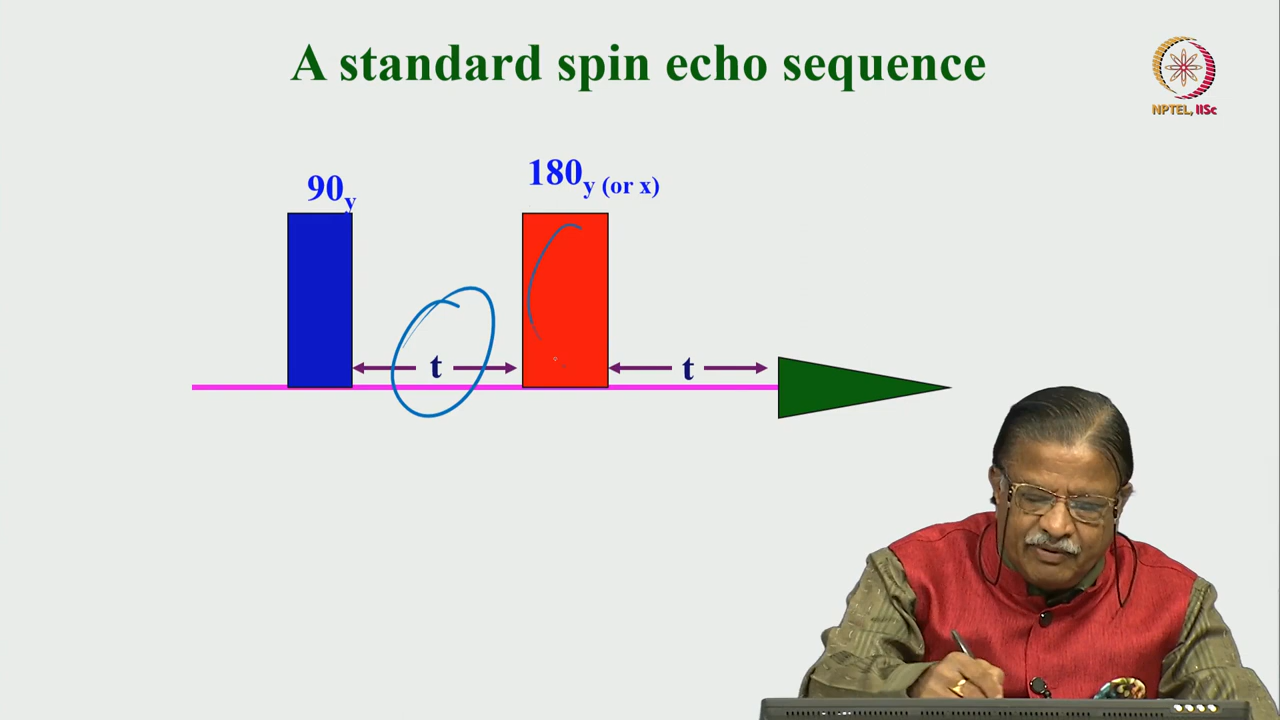 A standard spin echo sequence
NPTEL, IISc
90y
180y (or x)
t
t